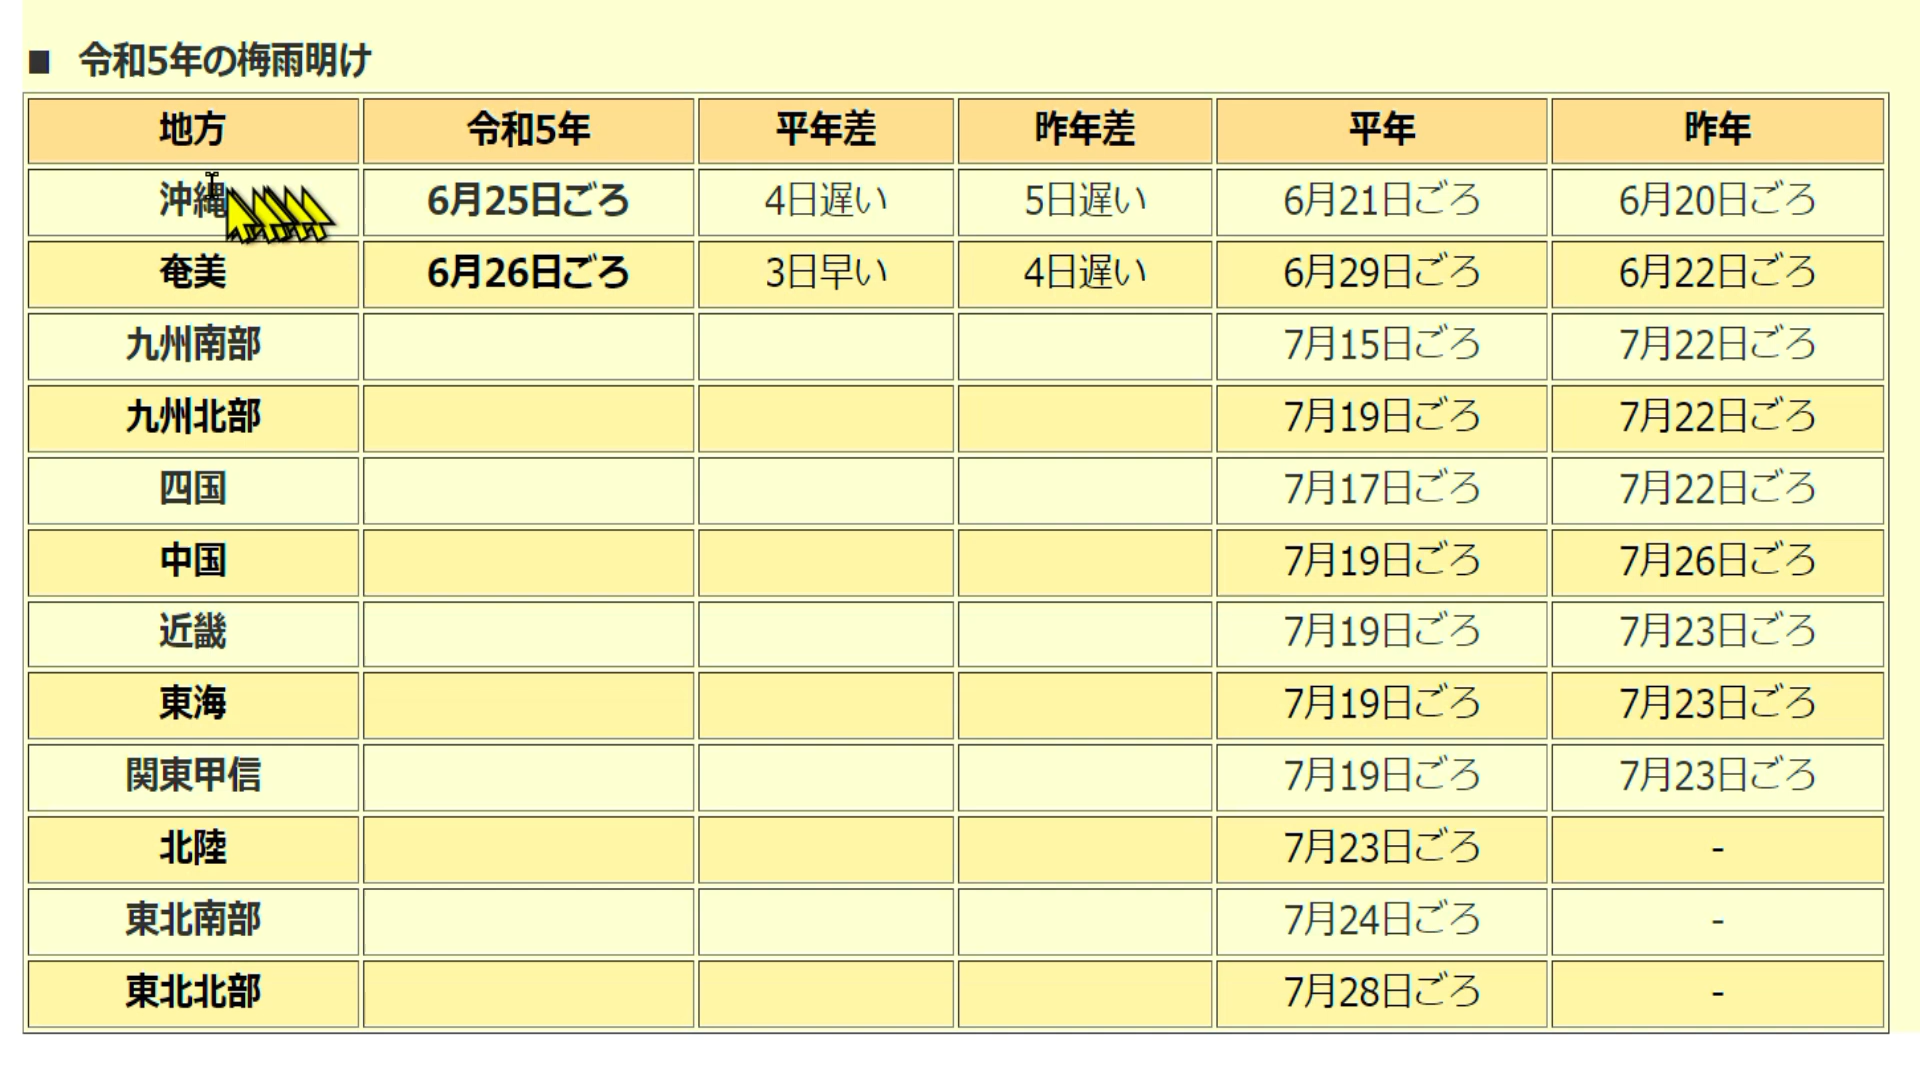 ■ 令和5年の梅雨明け
地方 令和5年 平年差 昨年差 平年 昨年
沖縄 6月25日ごろ 4日遅い 5日遅い 6月21日ごろ 6月20日ごろ
奄美 6月26日ごろ 3日早い 4日遅い 6月29日ごろ 6月22日ごろ
九州南部 7月15日ごろ 7月22日ごろ
九州北部 7月19日ごろ 7月22日ごろ
四国 7月17日ごろ 7月22日ごろ
中国 7月19日ごろ 7月26日ごろ
近畿 7月19日ごろ 7月23日ごろ
東海 7月19日ごろ 7月23日ごろ
関東甲信 7月19日ごろ 7月23日ごろ
北陸 7月23日ごろ -
東北南部 7月24日ごろ -
東北北部 7月28日ごろ -